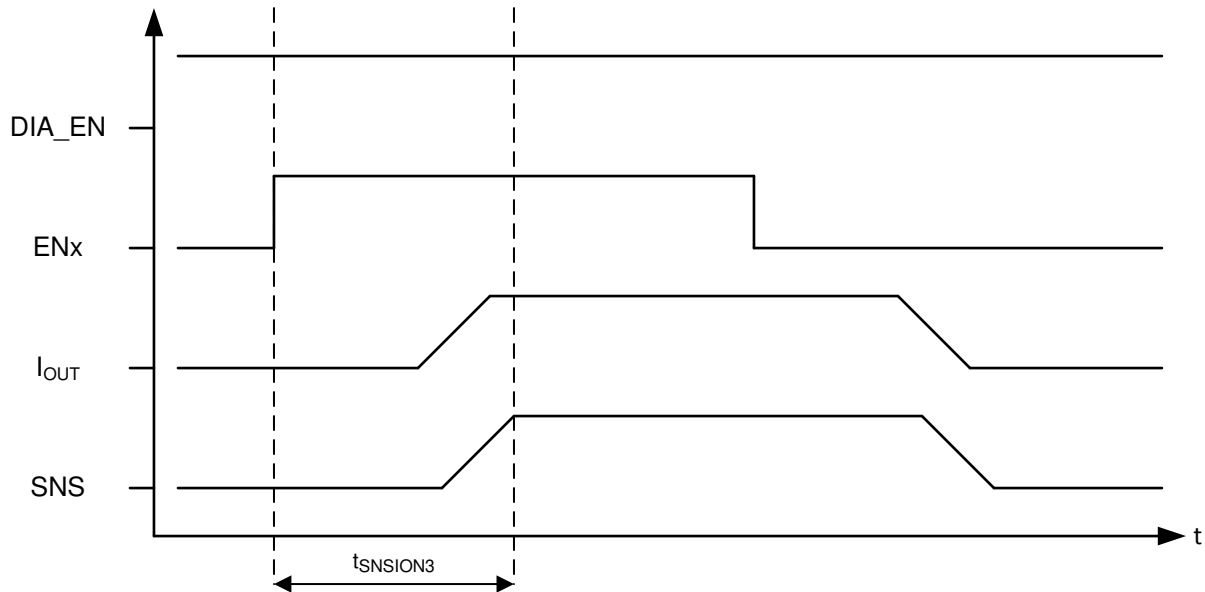 DIA_EN
ENx
IOUT
SNS
t
tSNSION3